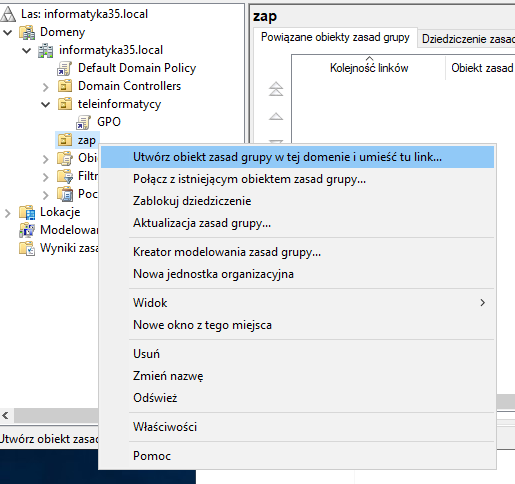 Las: informatyka35.local
Domeny
informatyka35.local
Default Domain Policy
Domain Controllers
teleinformatycy
GPO
zap
Obie
Filtr
Poc
Lokacje
Modelowan
Wyniki zasa
zap
Powiązane obiekty zasad grupy
Dziedziczenie zasad
Kolejność linków
Obiekt zasad
Utwórz obiekt zasad grupy w tej domenie i umieść tu link...
Połącz z istniejącym obiektem zasad grupy...
Zablokuj dziedziczenie
Aktualizacja zasad grupy...
Kreator modelowania zasad grupy...
Nowa jednostka organizacyjna
Widok
Nowe okno z tego miejsca
Usuń
Zmień nazwę
Odśwież
Właściwości
Pomoc
Utwórz obiekt zasad